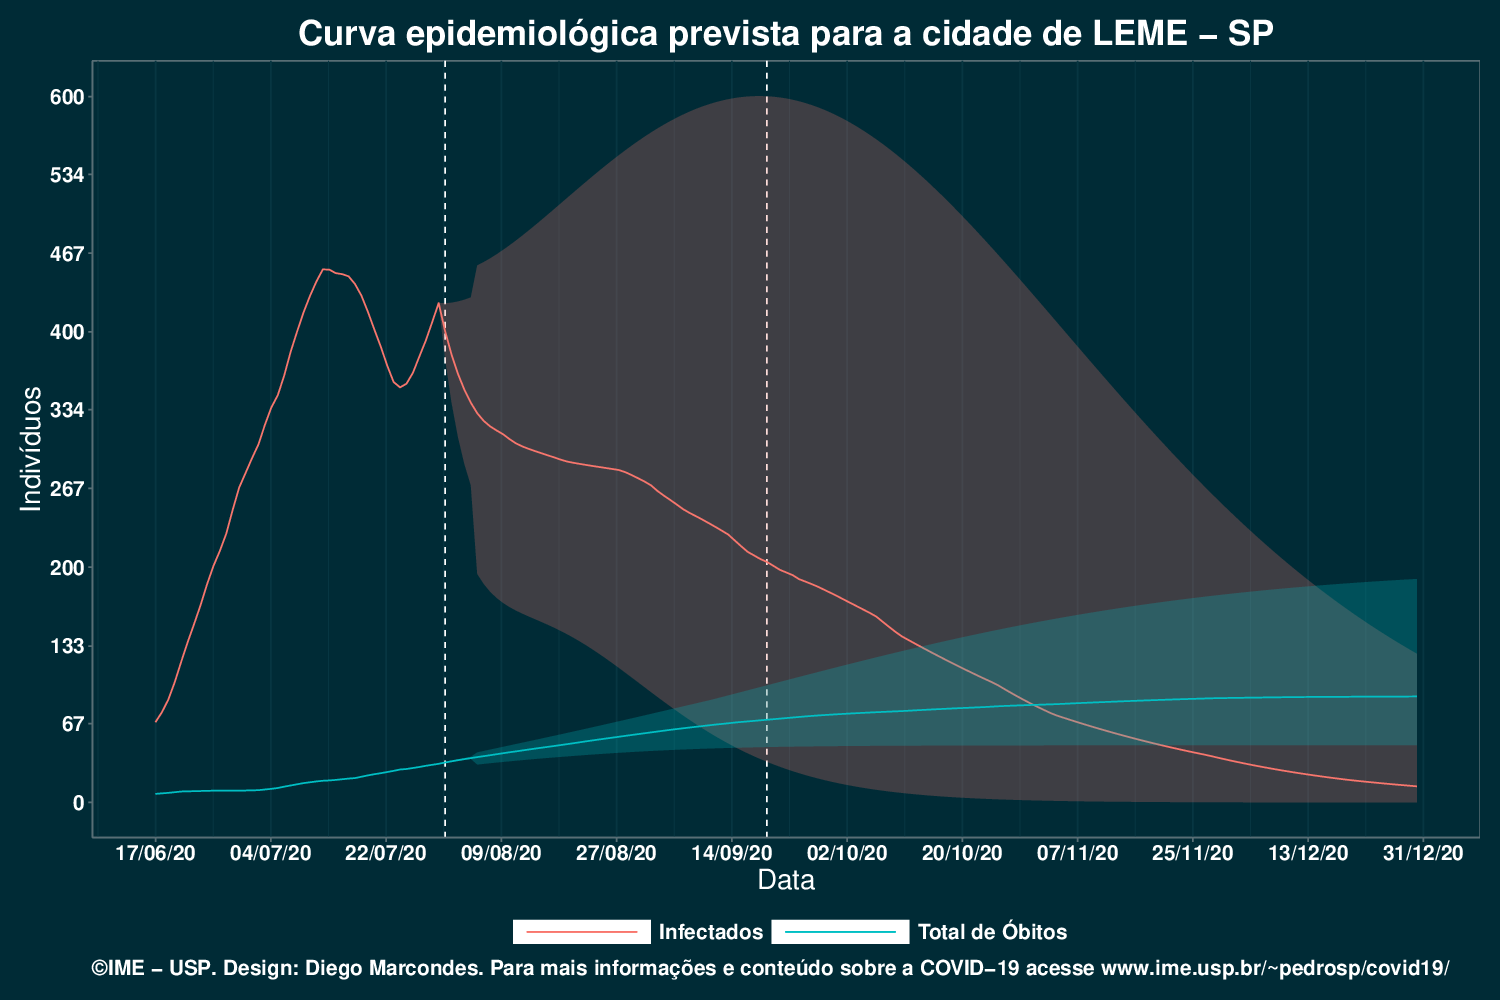 Curva epidemiológica prevista para a cidade de LEME – SP
600
534
467
400
334
267
200
133
67
0
Indivíduos
17/06/20 04/07/20 22/07/20 09/08/20 27/08/20 14/09/20 02/10/20 20/10/20 07/11/20 25/11/20 13/12/20 31/12/20
Data
Infectados Total de Óbitos
©IME – USP. Design: Diego Marcondes. Para mais informações e conteúdo sobre a COVID–19 acesse www.ime.usp.br/~pedrosp/covid19/